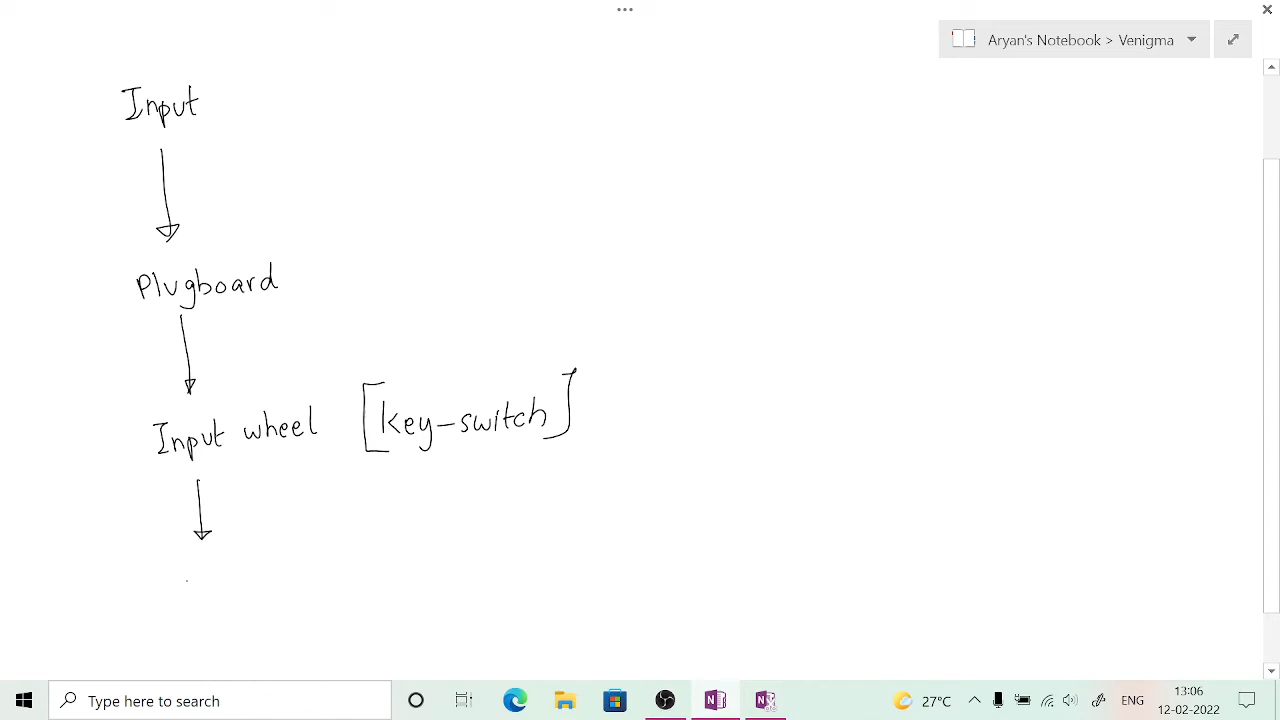 Aryan's Notebook > Venigma
Input
Plugboard
Input wheel [key-switch]
Type here to search
27°C
ENG
13:06
12-02-2022